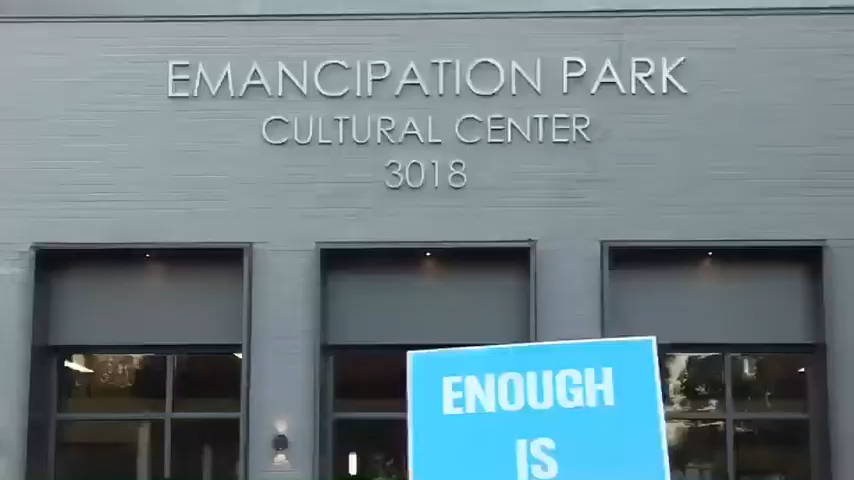 EMANCIPATION PARK
CULTURAL CENTER
3018
ENOUGH
IS